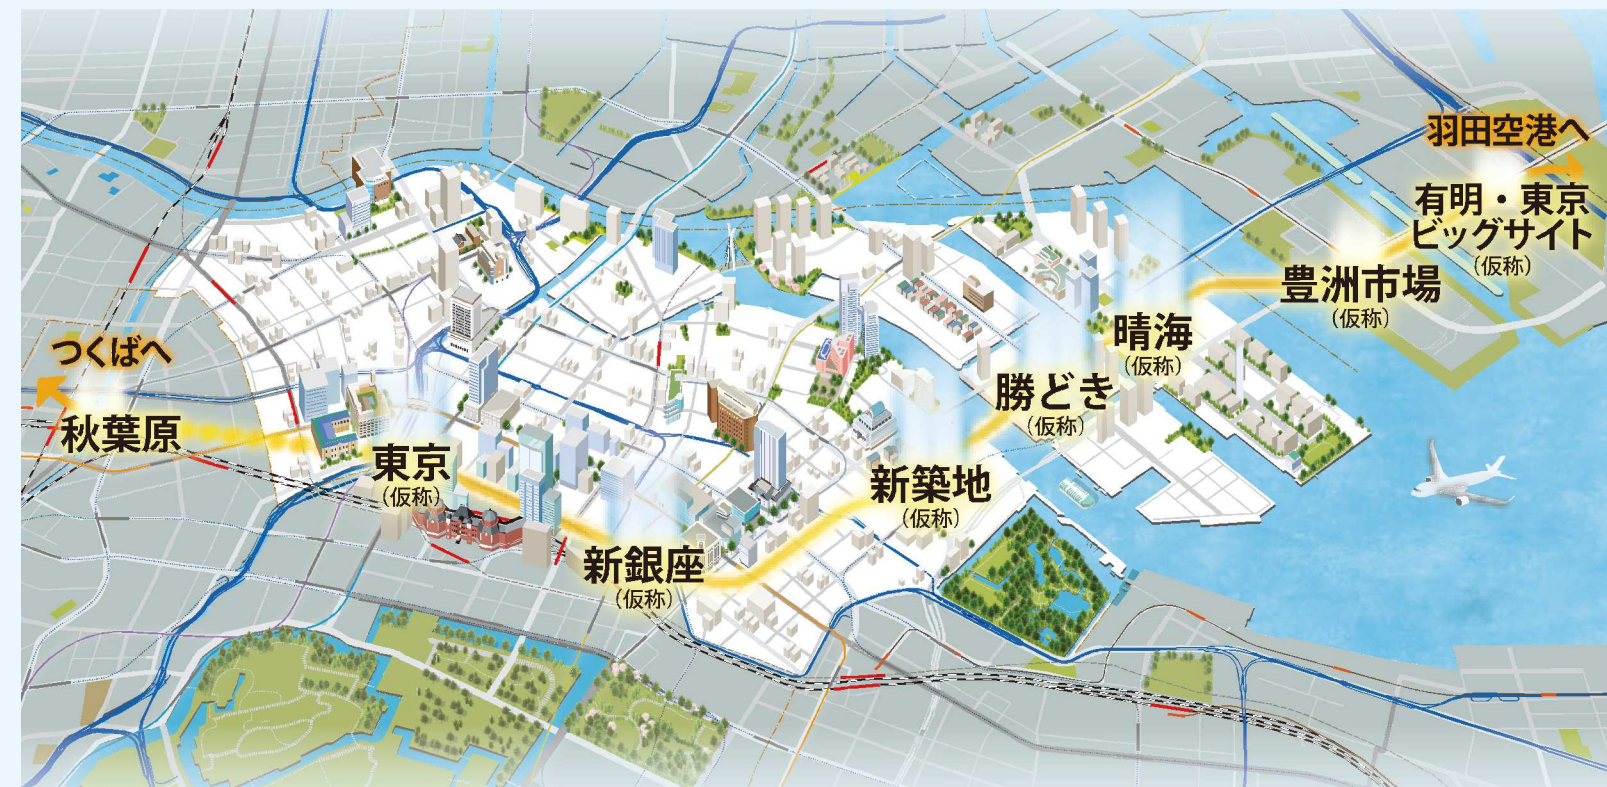 つくばへ
秋葉原
東京
(仮称)
新銀座
(仮称)
新築地
(仮称)
勝どき
(仮称)
晴海
(仮称)
豊洲市場
(仮称)
羽田空港へ
有明・東京
ビッグサイト
(仮称)